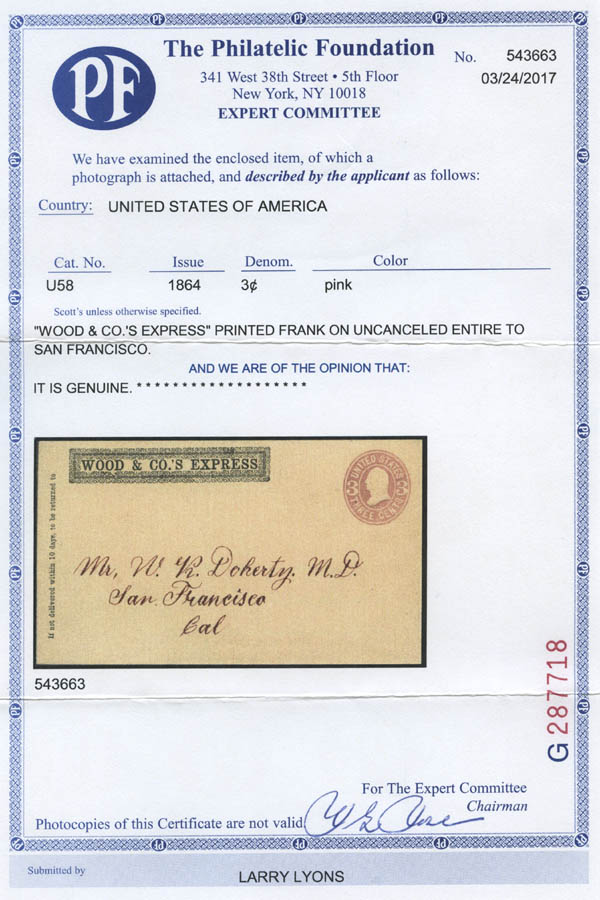 PF
The Philatelic Foundation
341 West 38th Street • 5th Floor
New York, NY 10018
EXPERT COMMITTEE
No. 543663
03/24/2017
We have examined the enclosed item, of which a
photograph is attached, and described by the applicant as follows:
Country: UNITED STATES OF AMERICA
Cat. No. Issue Denom. Color
U58 1864 3¢ pink
Scott's unless otherwise specified.
"WOOD & CO.'S EXPRESS" PRINTED FRANK ON UNCANCELED ENTIRE TO
SAN FRANCISCO.
AND WE ARE OF THE OPINION THAT:
IT IS GENUINE. * * * * * * * * * * * * * * * * * * *
WOOD & CO.'S EXPRESS
UNITED STATES
THREE CENTS
If not delivered within 10 days, to be returned to
Mr, W. K. Doherty. M.D.
San Francisco
Cal
543663
G 287718
For The Expert Committee
Chairman
Photocopies of this Certificate are not valid
Submitted by
LARRY LYONS